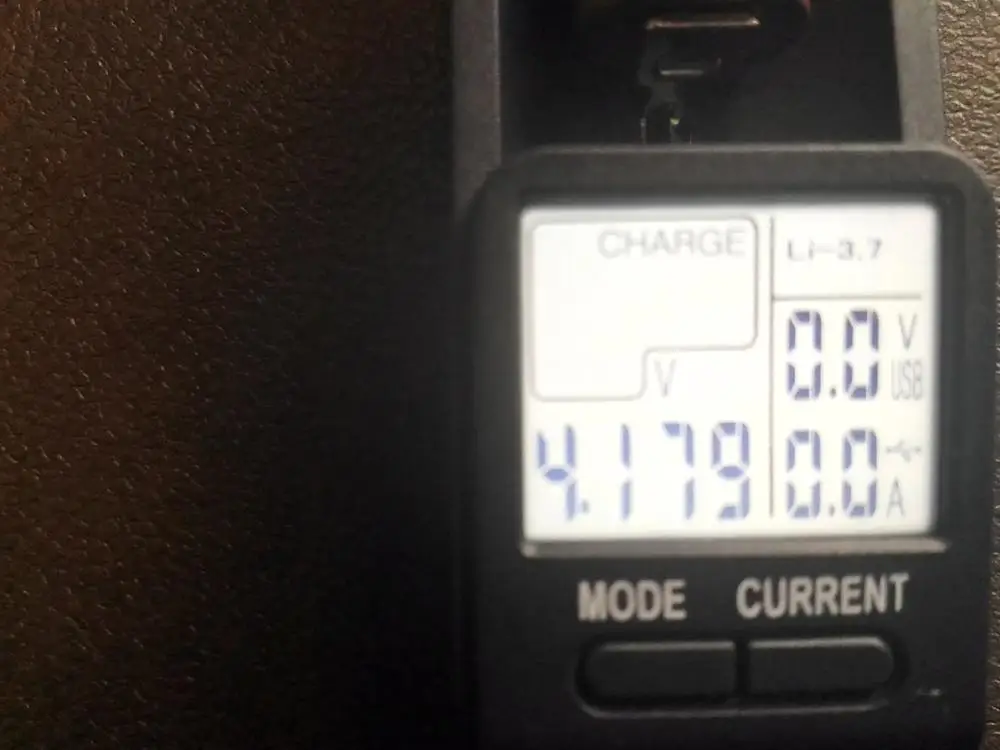 CHARGE
Li-3.7
0.0 V
USB
V
4.179
0.0 A
MODE CURRENT